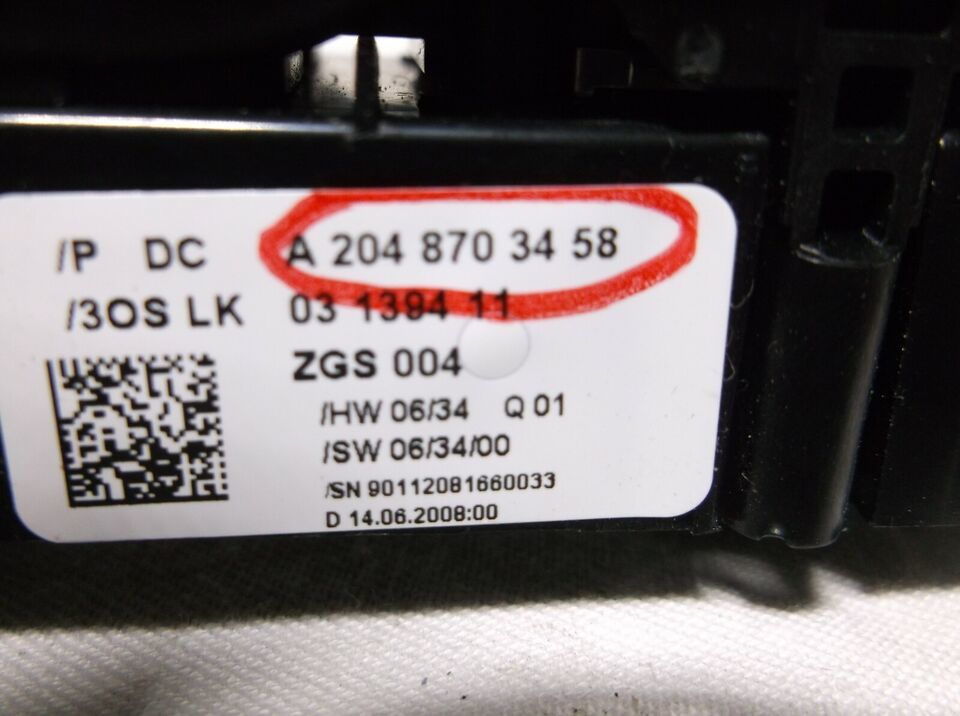 /P DC A 204 870 34 58
/3OS LK 03 1394 11
ZGS 004
/HW 06/34 Q 01
/SW 06/34/00
/SN 90112081660033
D 14.06.2008:00